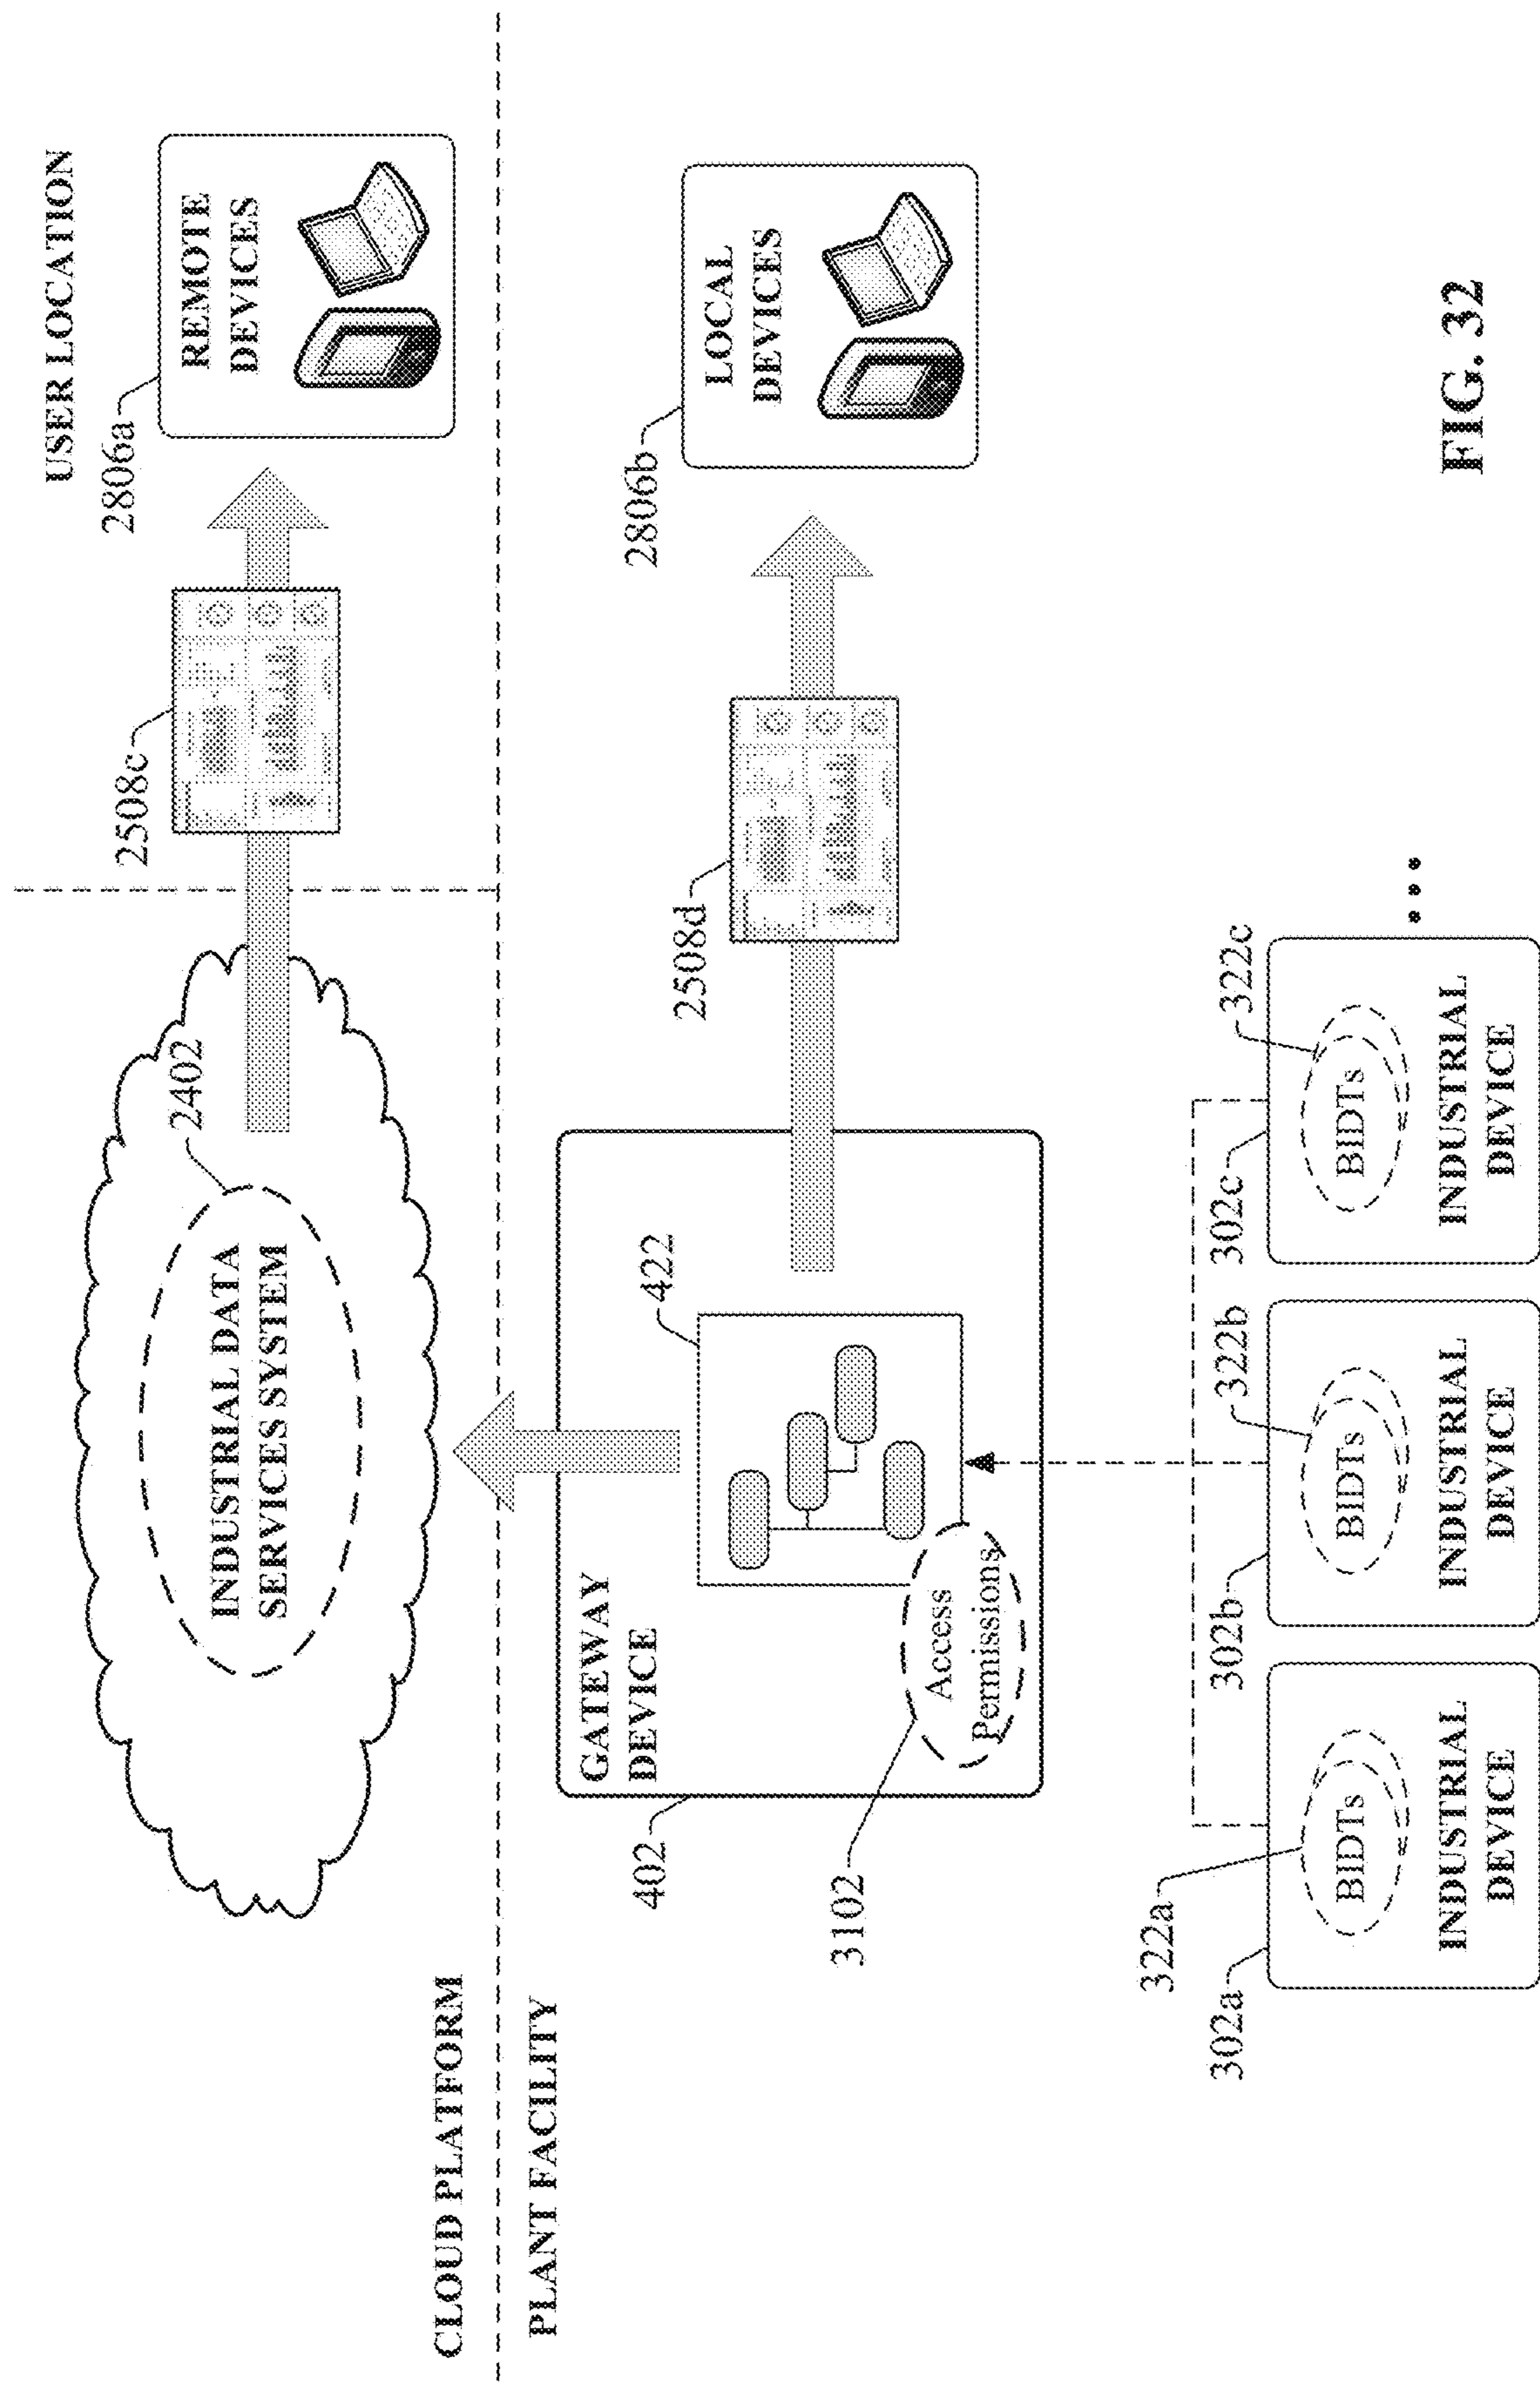 USER LOCATION
2806a
REMOTE
DEVICES
2508c
2402
INDUSTRIAL DATA
SERVICES SYSTEM
CLOUD PLATFORM
PLANT FACILITY
2806b
LOCAL
DEVICES
2508d
422
GATEWAY
DEVICE
402
Access
Permissions
3102
322a
302a
BIDTs
INDUSTRIAL
DEVICE
322b
302b
BIDTs
INDUSTRIAL
DEVICE
322c
302c
BIDTs
INDUSTRIAL
DEVICE
...
FIG. 32